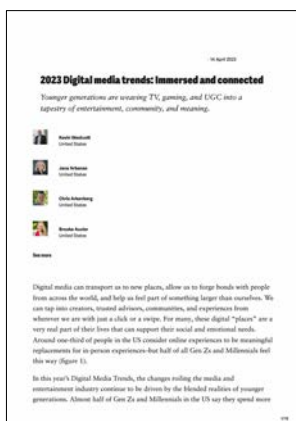 14 April 2023
2023 Digital media trends: Immersed and connected
Younger generations are weaving TV, gaming, and UGC into a
tapestry of entertainment, community, and meaning.
Kevin Westcott
United States
Jana Arbanas
United States
Chris Arkenberg
United States
Brooke Auxier
United States
See more
Digital media can transport us to new places, allow us to forge bonds with people
from across the world, and help us feel part of something larger than ourselves. We
can tap into creators, trusted advisors, communities, and experiences from
wherever we are with just a click or a swipe. For many, these digital “places” are a
very real part of their lives that can support their social and emotional needs.
Around one-third of people in the US consider online experiences to be meaningful
replacements for in person experiences–but half of all Gen Zs and Millennials feel
this way (figure 1).
In this year’s Digital Media Trends, the changes roiling the media and
entertainment industry continue to be driven by the blended realities of younger
generations. Almost half of Gen Zs and Millennials in the US say they spend more